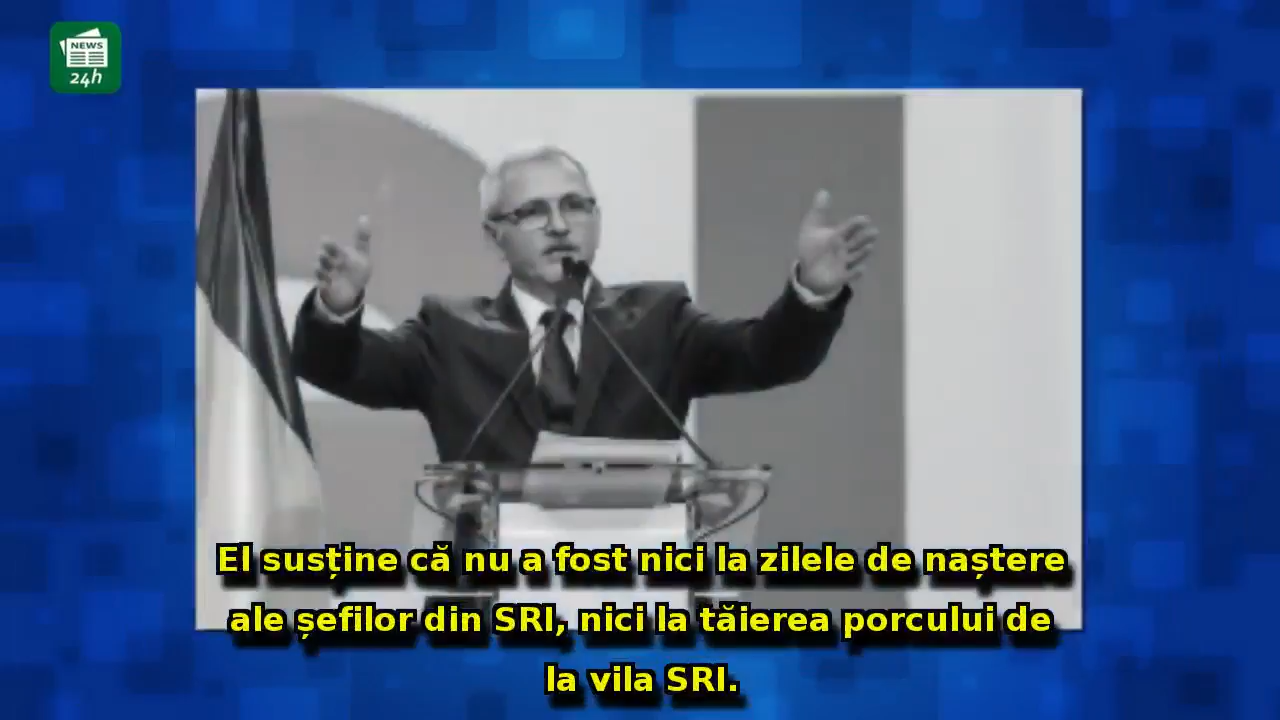 NEWS
24h
El susține că nu a fost nici la zilele de naștere
ale șefilor din SRI, nici la tăierea porcului de
la vila SRI.